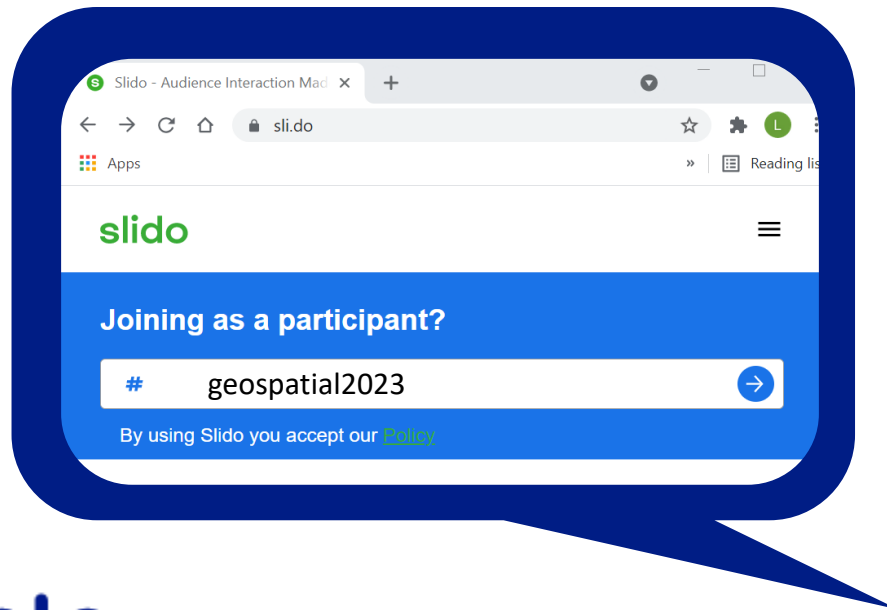 S Slido - Audience Interaction Mad
sli.do L
Apps » Reading lis
slido
Joining as a participant?
# geospatial2023
By using Slido you accept our Policy